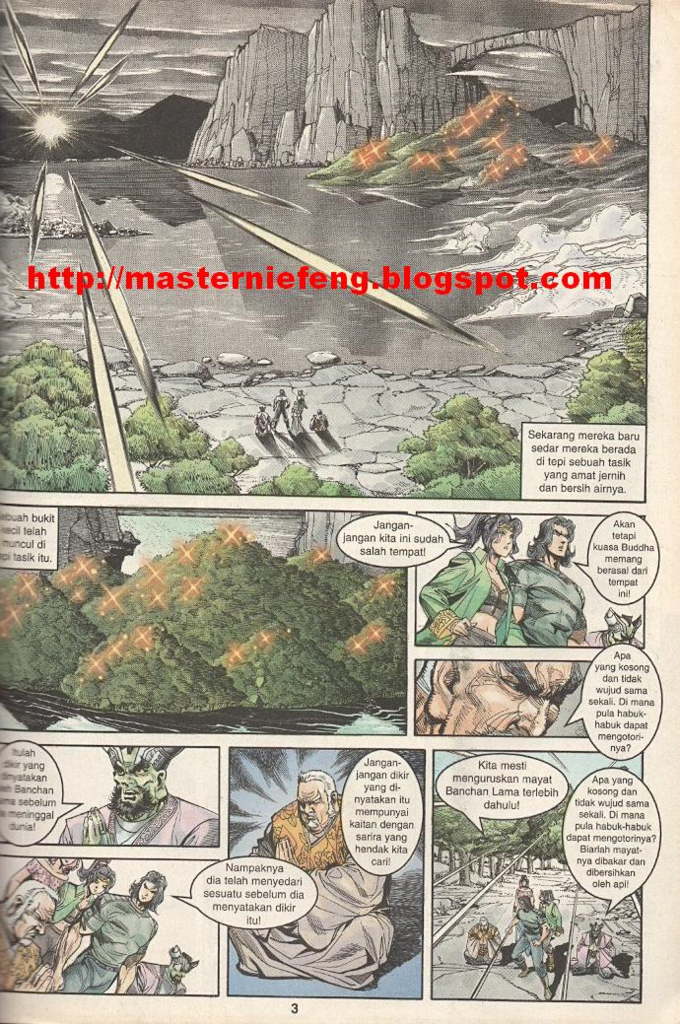 http://masterniefeng.blogspot.com
Sekarang mereka baru
sedar mereka berada
di tepi sebuah tasik
yang amat jernih
dan bersih airnya.
ebuah bukit
kecil telah
muncul di
epi tasik itu.
Jangan-
jangan kita ini sudah
salah tempat!
Akan
tetapi
kuasa Buddha
memang
berasal dari
tempat
ini!
Apa
yang kosong
dan tidak
wujud sama
sekali. Di mana
pula habuk-
habuk dapat
mengotori-
nya?
Itulah
dikir yang
dinyatakan
Banchan
sebelum
meninggal
dunia!
Jangan-
jangan dikir
yang di-
nyatakan itu
mempunyai
kaitan dengan
sarira yang
hendak kita
cari!
Nampaknya
dia telah menyedari
sesuatu sebelum dia
menyatakan dikir
itu!
Kita mesti
menguruskan mayat
Banchan Lama terlebih
dahulu!
Apa
yang kosong dan
tidak wujud sama
sekali. Di mana
pula habuk-habuk
dapat mengotorinya?
Biarlah mayat-
nya dibakar dan
dibersihkan
oleh api!
3